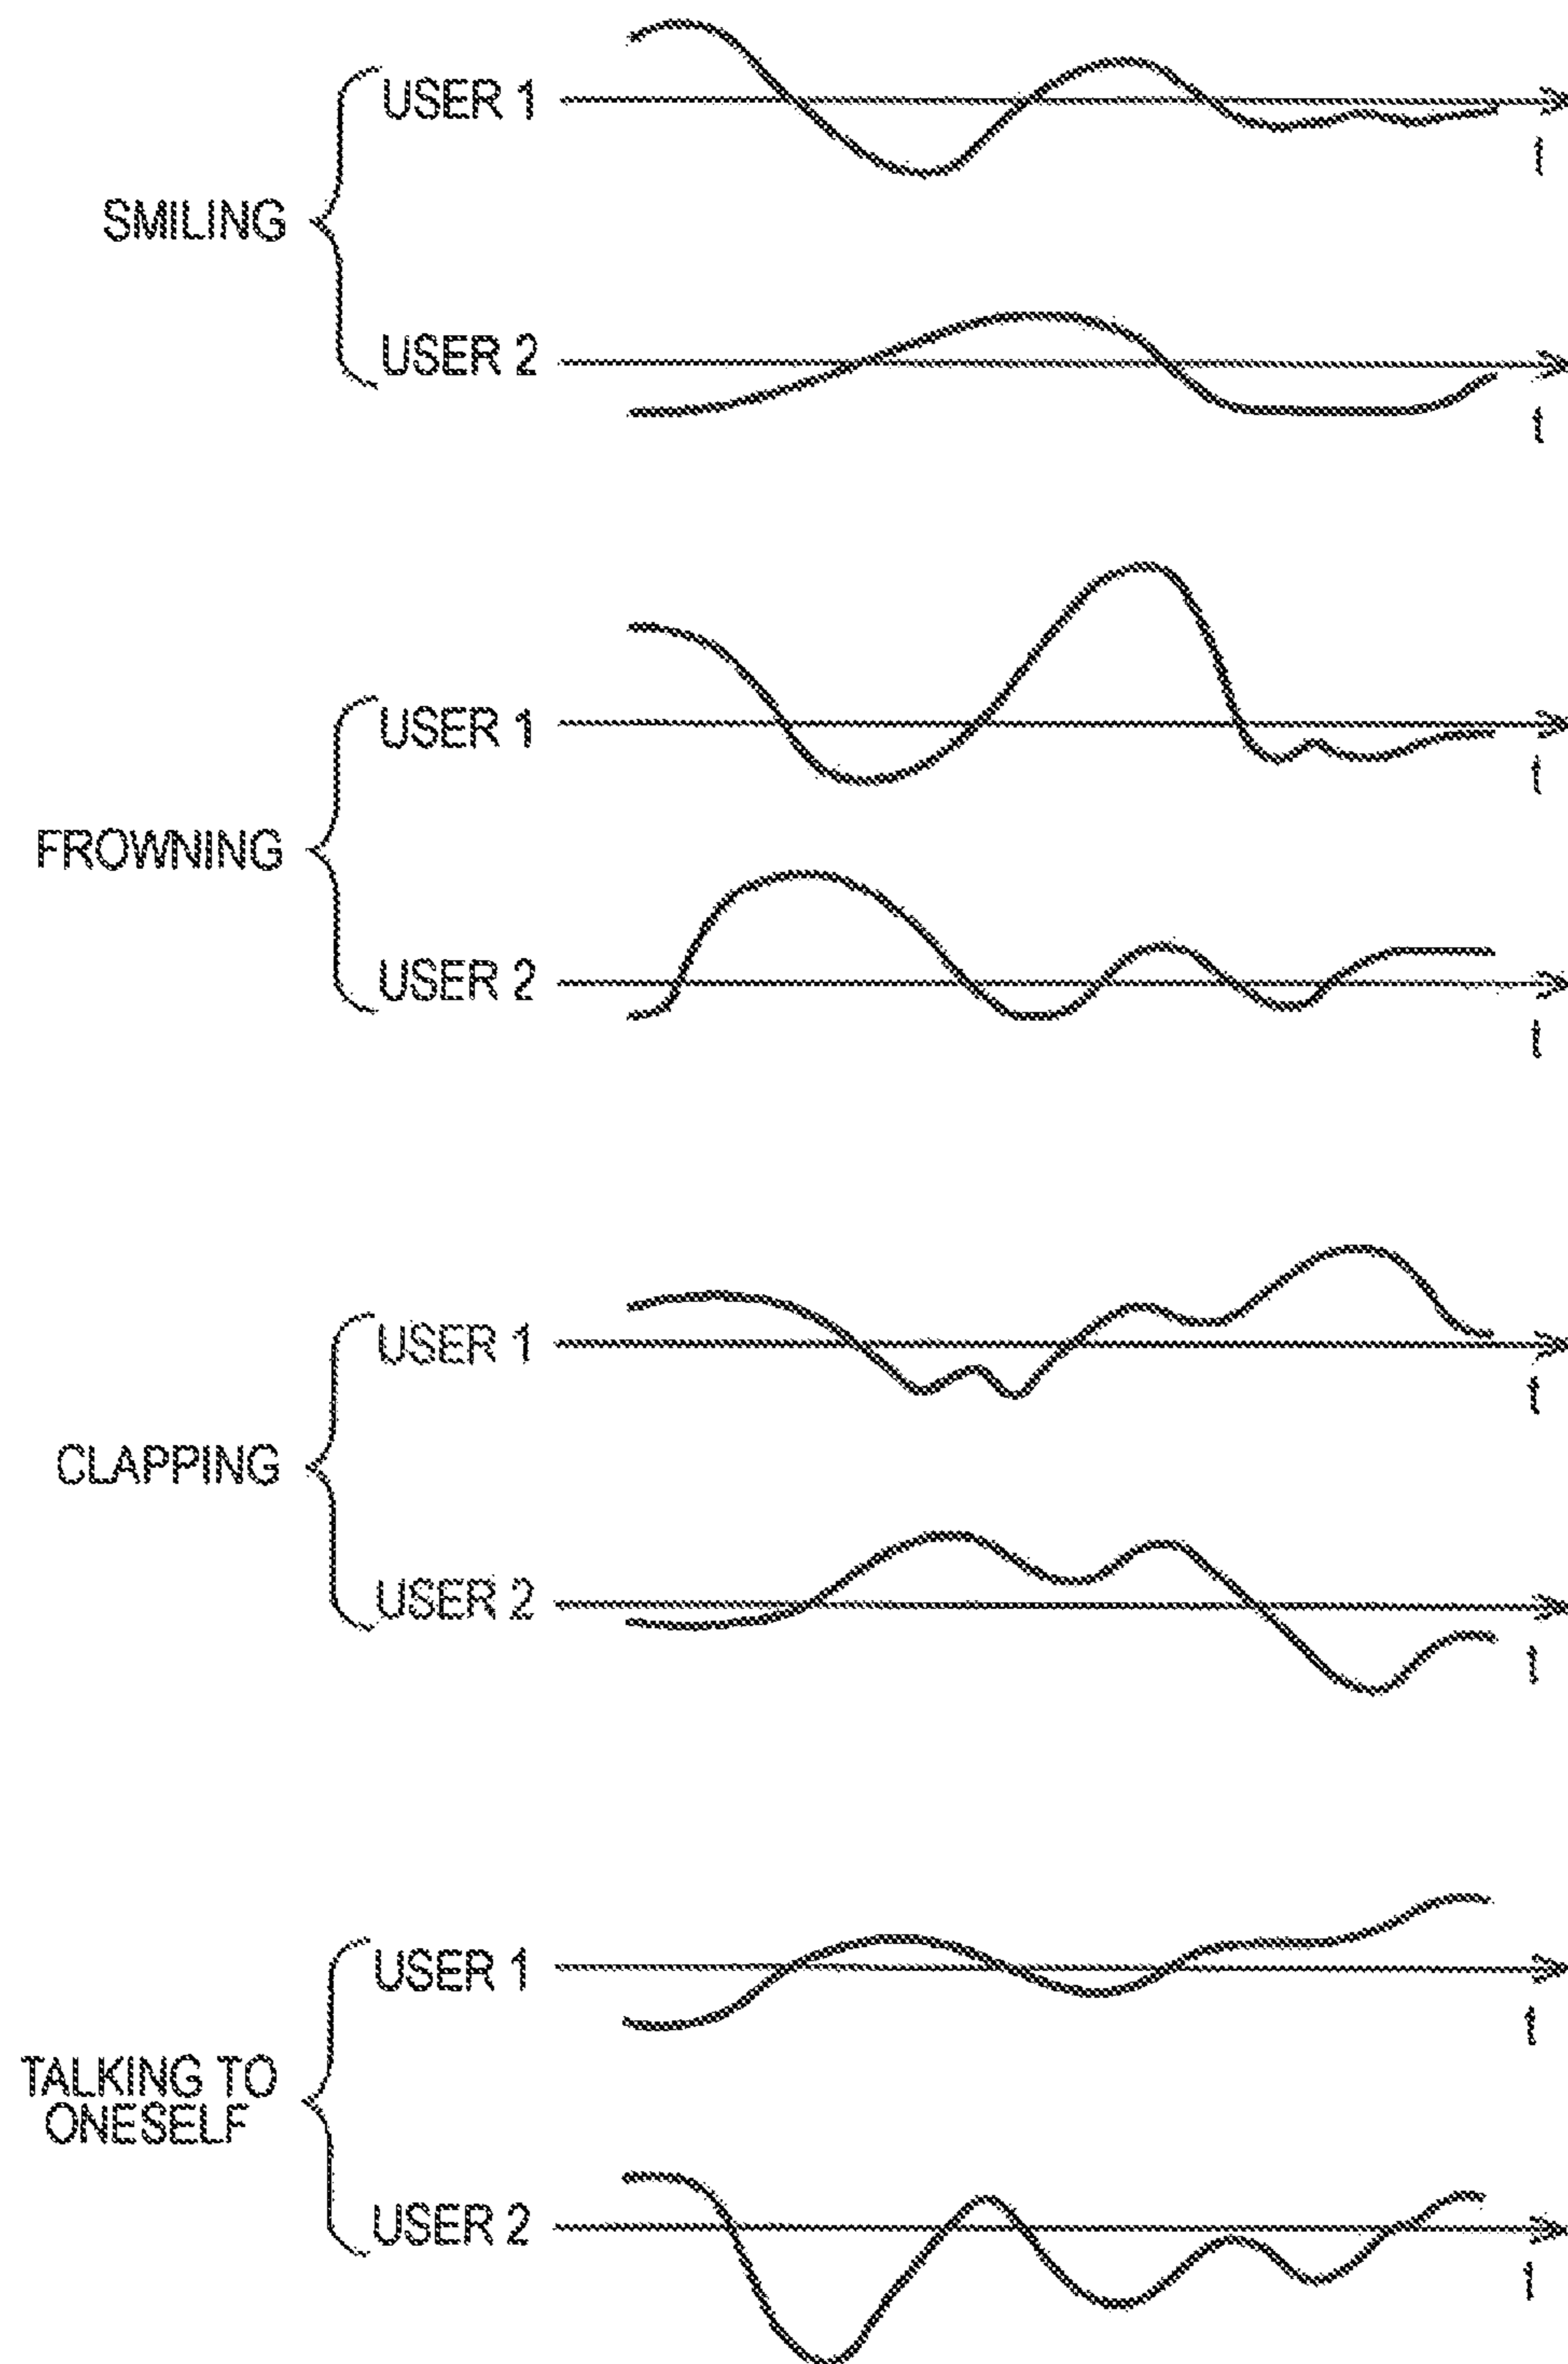 USER 1
t
SMILING
USER 2
t
USER 1
t
FROWNING
USER 2
t
USER 1
t
CLAPPING
USER 2
t
USER 1
t
TALKING TO
ONESELF
USER 2
t